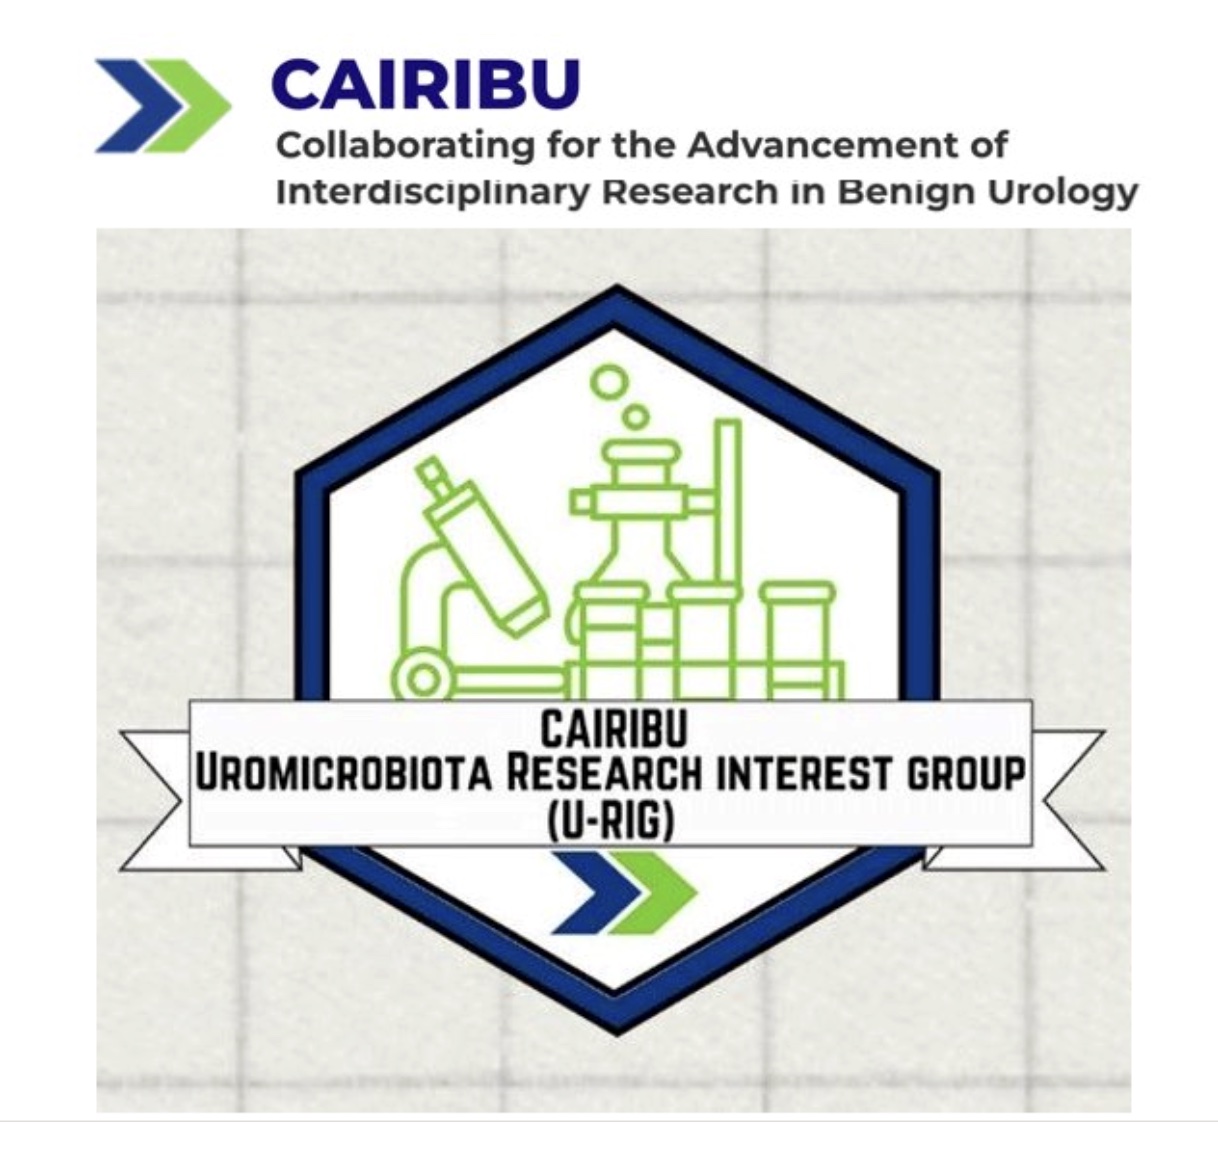 CAIRIBU
Collaborating for the Advancement of
Interdisciplinary Research in Benign Urology
CAIRIBU
UROMICROBIOTA RESEARCH INTEREST GROUP
(U-RIG)